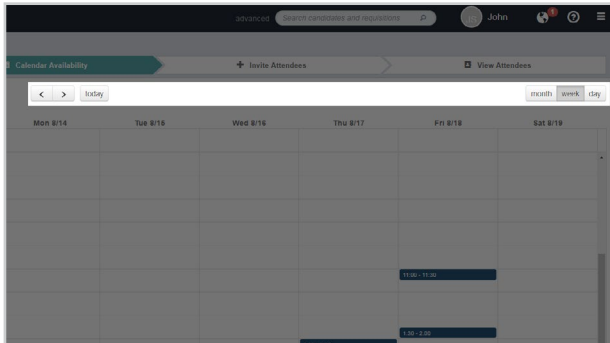 advanced Search candidates and requisitions John
Calendar Availability Invite Attendees View Attendees
today month week day
Mon 8/14 Tue 8/15 Wed 8/16 Thu 8/17 Fri 8/18 Sat 8/19
11:00 - 11:30
1:30 - 2:00